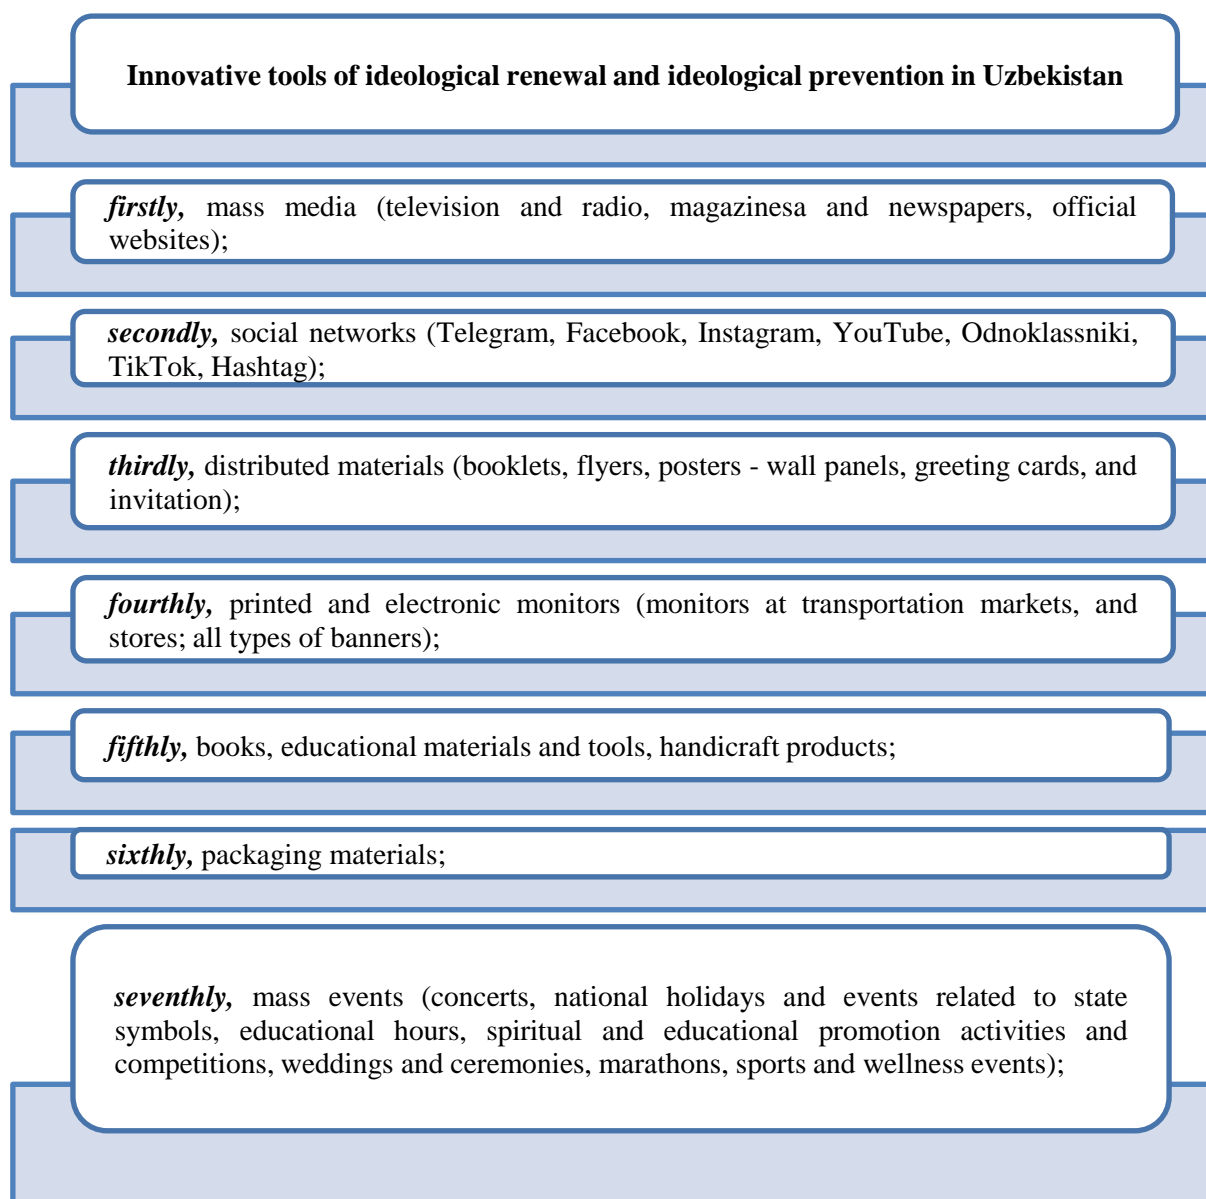 Innovative tools of ideological renewal and ideological prevention in Uzbekistan
firstly, mass media (television and radio, magazinesa and newspapers, official
websites);
secondly, social networks (Telegram, Facebook, Instagram, YouTube, Odnoklassniki,
TikTok, Hashtag);
thirdly, distributed materials (booklets, flyers, posters - wall panels, greeting cards, and
invitation);
fourthly, printed and electronic monitors (monitors at transportation markets, and
stores; all types of banners);
fifthly, books, educational materials and tools, handicraft products;
sixthly, packaging materials;
seventhly, mass events (concerts, national holidays and events related to state
symbols, educational hours, spiritual and educational promotion activities and
competitions, weddings and ceremonies, marathons, sports and wellness events);